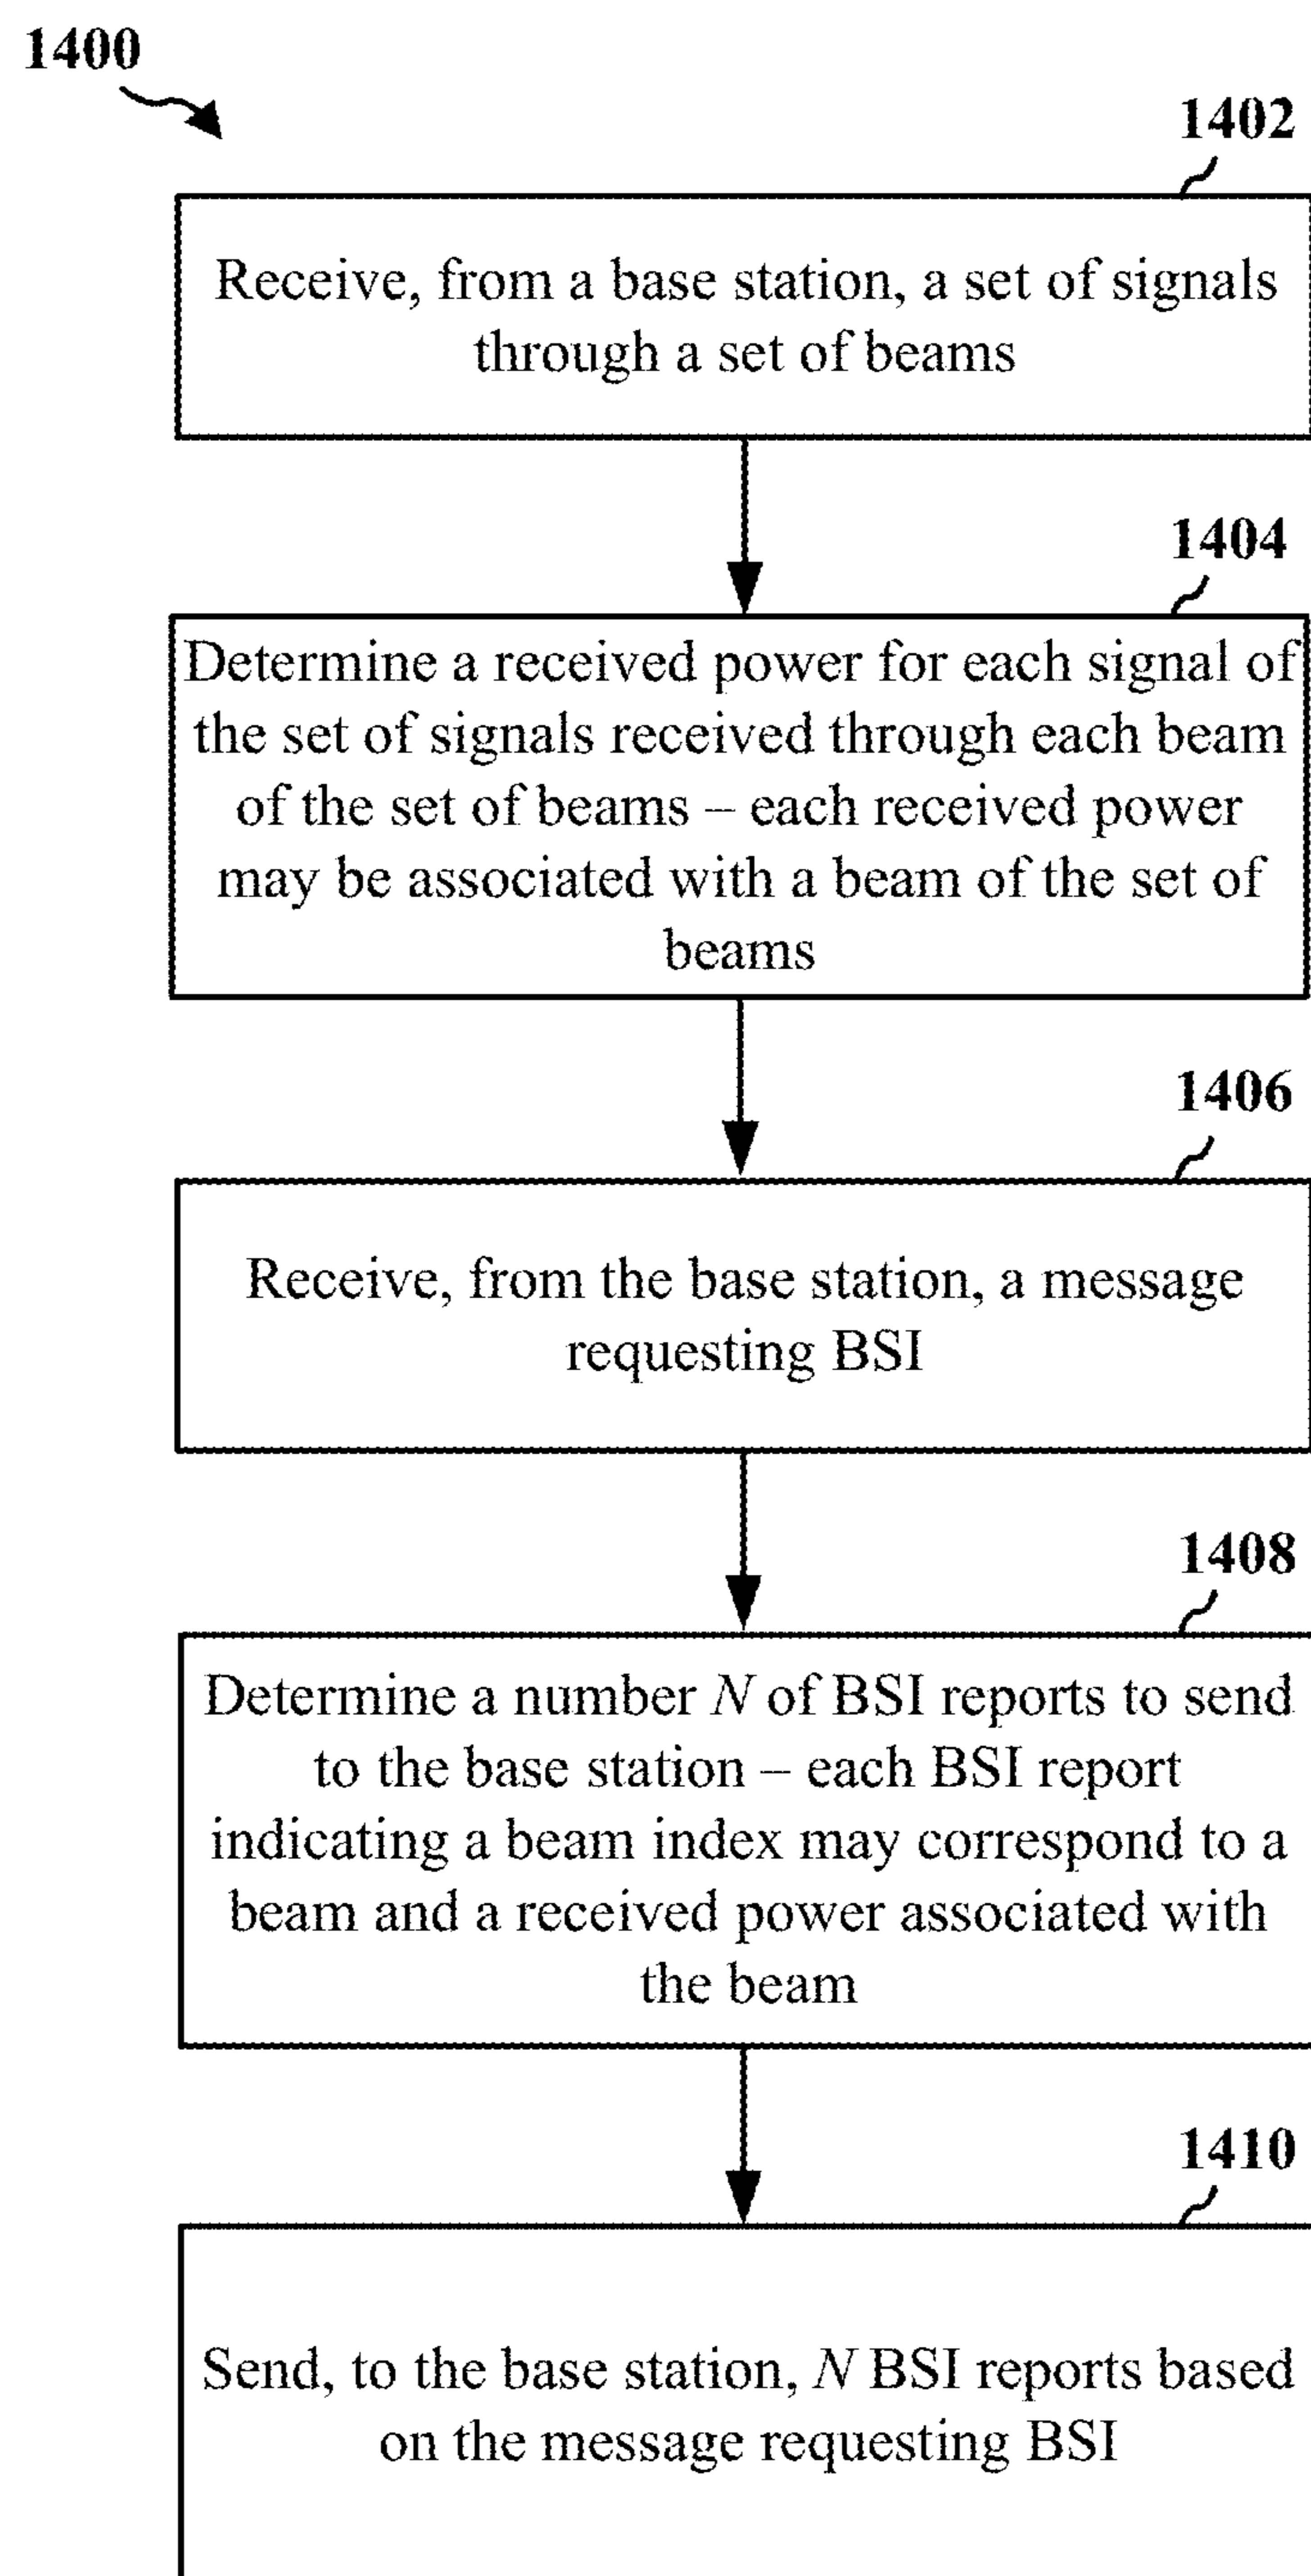 1400
1402
Receive, from a base station, a set of signals
through a set of beams
1404
Determine a received power for each signal of
the set of signals received through each beam
of the set of beams – each received power
may be associated with a beam of the set of
beams
1406
Receive, from the base station, a message
requesting BSI
1408
Determine a number N of BSI reports to send
to the base station – each BSI report
indicating a beam index may correspond to a
beam and a received power associated with
the beam
1410
Send, to the base station, N BSI reports based
on the message requesting BSI